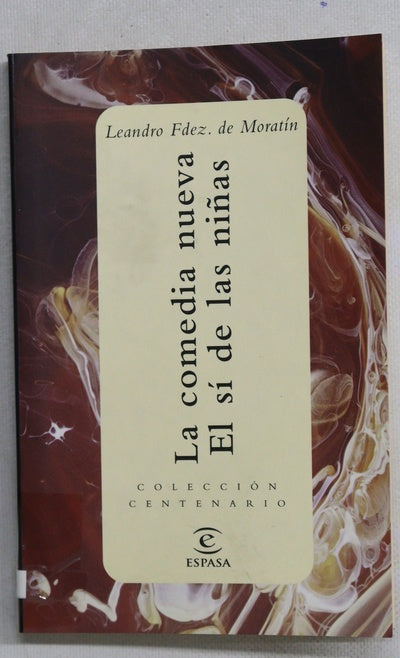 Leandro Fdez. de Moratín
La comedia nueva
El sí de las niñas
COLECCIÓN
CENTENARIO
e
ESPASA